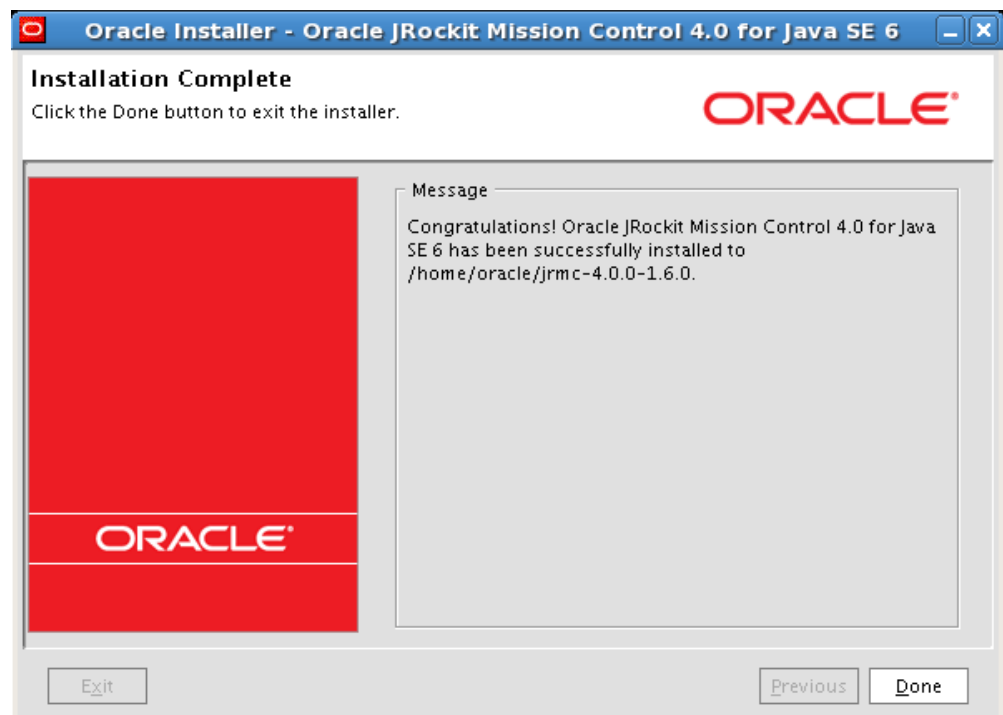 Oracle Installer - Oracle JRockit Mission Control 4.0 for Java SE 6
Installation Complete
Click the Done button to exit the installer.
ORACLE
Message
Congratulations! Oracle JRockit Mission Control 4.0 for Java
SE 6 has been successfully installed to
/home/oracle/jrmc-4.0.0-1.6.0.
ORACLE
Exit
Previous
Done